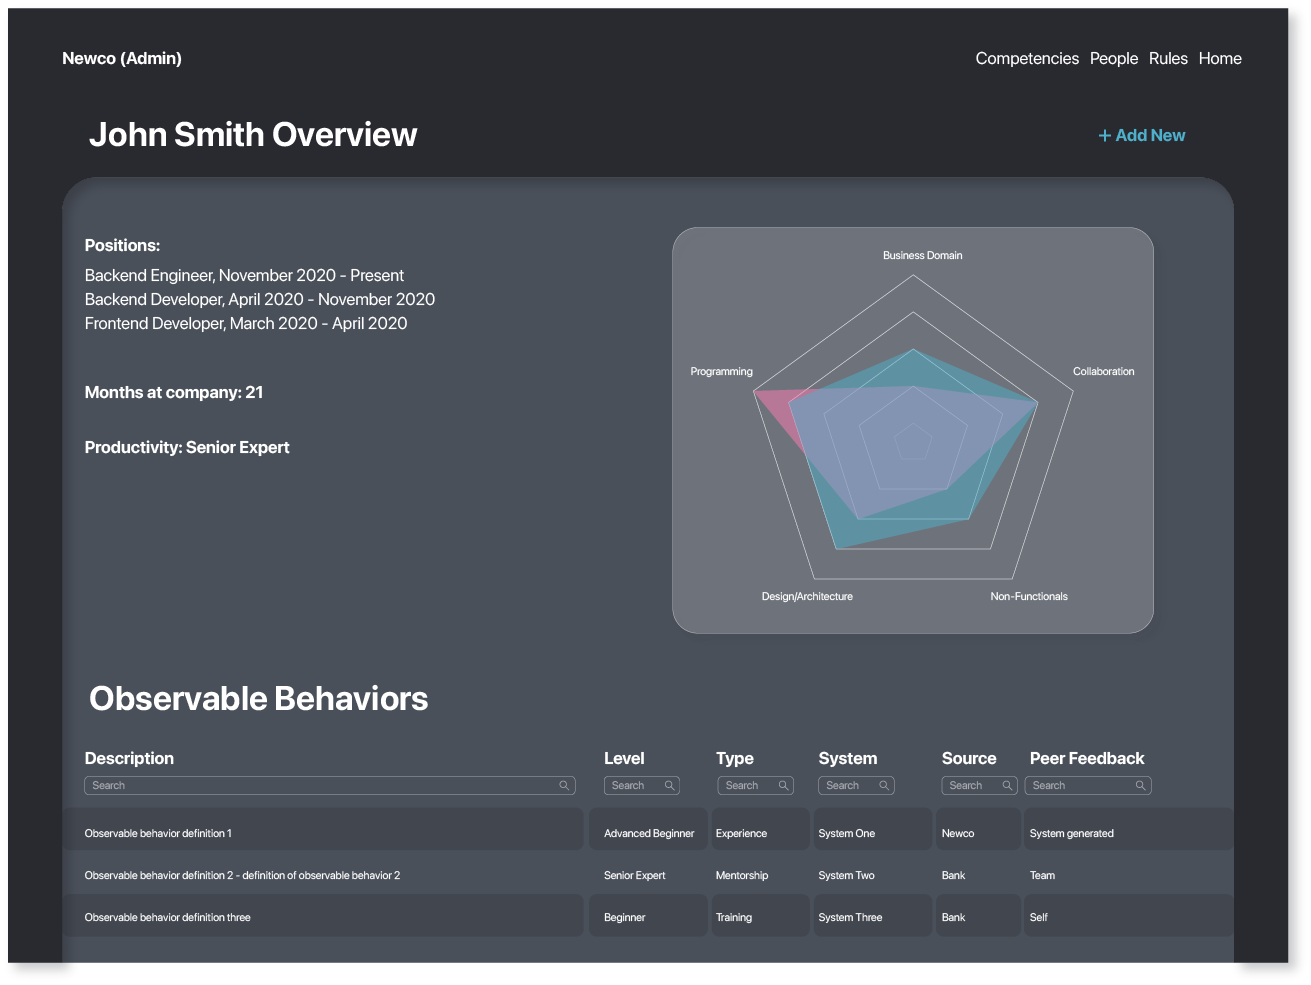 Newco (Admin)
Competencies People Rules Home
John Smith Overview
+ Add New
Positions:
Backend Engineer, November 2020 - Present
Backend Developer, April 2020 - November 2020
Frontend Developer, March 2020 - April 2020
Months at company: 21
Productivity: Senior Expert
Business Domain
Programming
Collaboration
Design/Architecture
Non-Functionals
Observable Behaviors
Description Level Type System Source Peer Feedback
Search Search Search Search Search Search
Observable behavior definition 1 Advanced Beginner Experience System One Newco System generated
Observable behavior definition 2 - definition of observable behavior 2 Senior Expert Mentorship System Two Bank Team
Observable behavior definition three Beginner Training System Three Bank Self